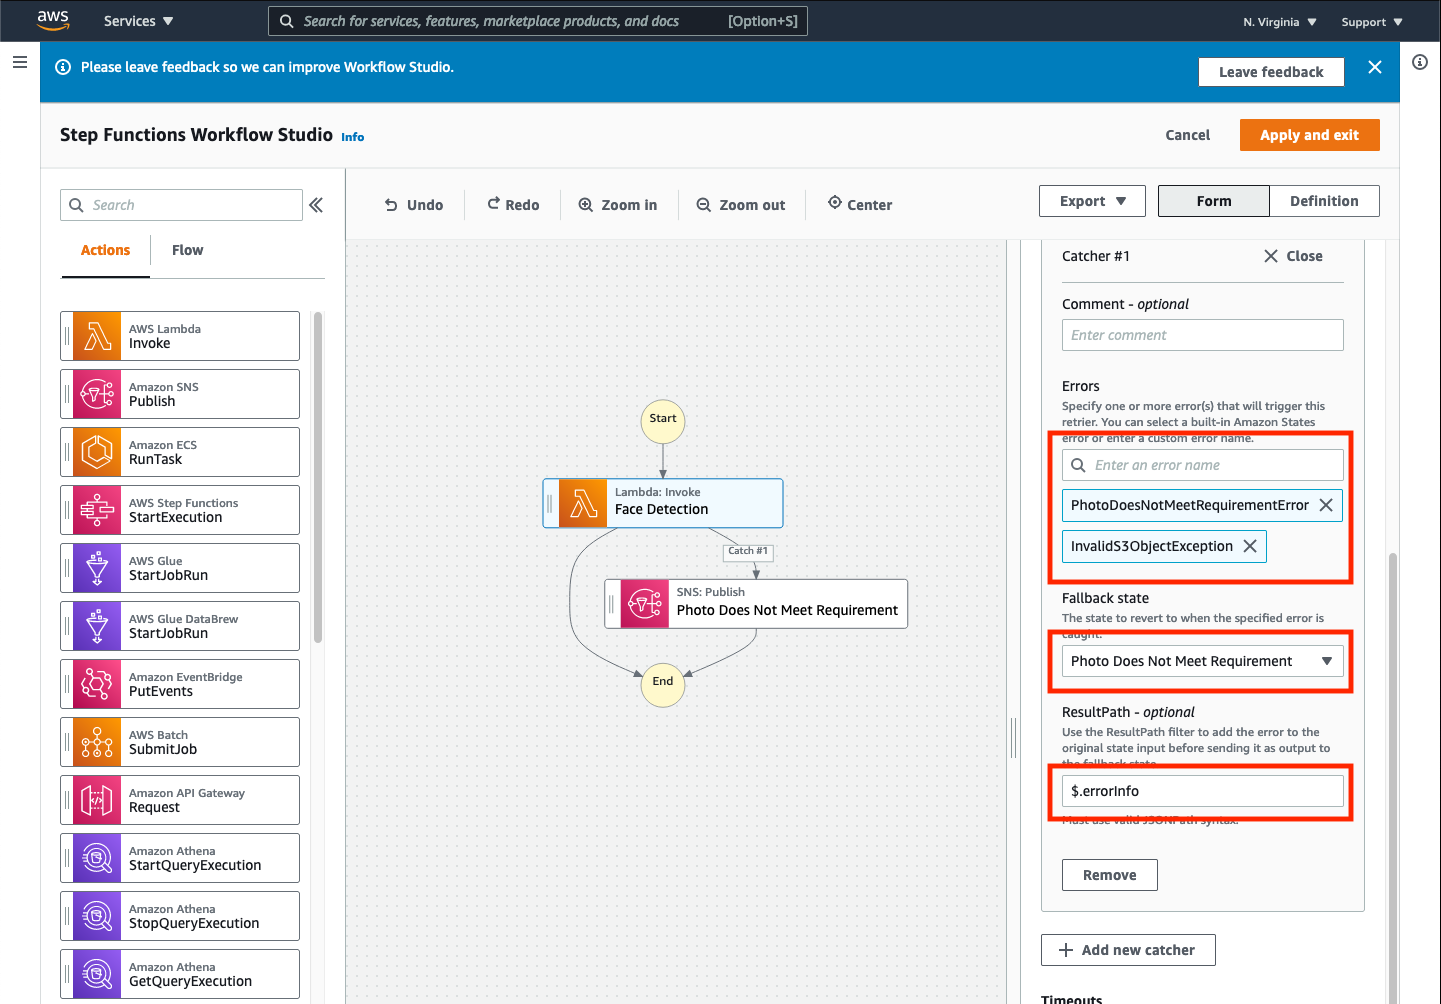 aws
Services
Search for services, features, marketplace products, and docs
[Option+S]
N. Virginia
Support
Please leave feedback so we can improve Workflow Studio.
Leave feedback
Step Functions Workflow Studio
Info
Cancel
Apply and exit
Search
Actions
Flow
Undo
Redo
Zoom in
Zoom out
Center
Export
Form
Definition
AWS Lambda
Invoke
Amazon SNS
Publish
Amazon ECS
RunTask
AWS Step Functions
StartExecution
AWS Glue
StartJobRun
AWS Glue DataBrew
StartJobRun
Amazon EventBridge
PutEvents
AWS Batch
SubmitJob
Amazon API Gateway
Request
Amazon Athena
StartQueryExecution
Amazon Athena
StopQueryExecution
Amazon Athena
GetQueryExecution
Start
Lambda: Invoke
Face Detection
Catch #1
SNS: Publish
Photo Does Not Meet Requirement
End
Catcher #1
Close
Comment - optional
Enter comment
Errors
Specify one or more error(s) that will trigger this
retrier. You can select a built-in Amazon States
error or enter a custom error name.
Enter an error name
PhotoDoesNotMeetRequirementError
InvalidS3ObjectException
Fallback state
The state to revert to when the specified error is
caught.
Photo Does Not Meet Requirement
ResultPath - optional
Use the ResultPath filter to add the error to the
original state input before sending it as output to
the fallback state.
$.errorInfo
Must use valid JSONPath syntax.
Remove
Add new catcher
Timeouts